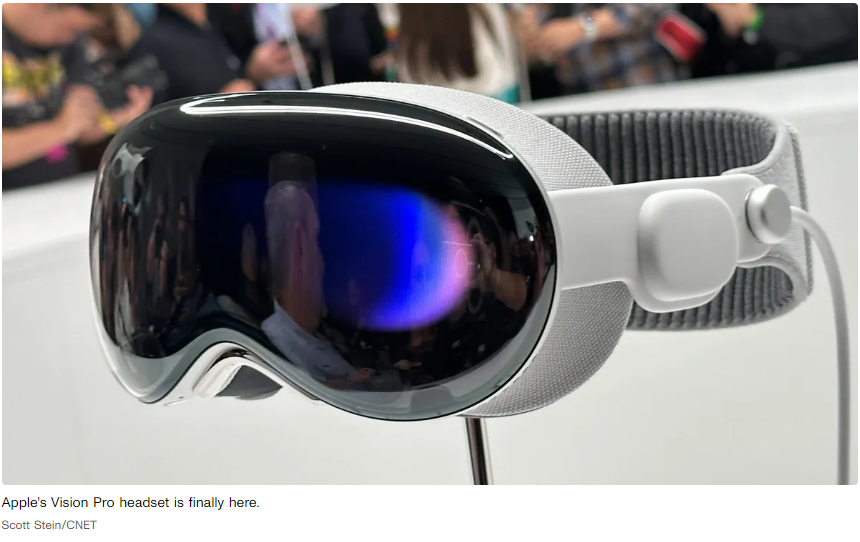 Apple's Vision Pro headset is finally here.
Scott Stein/CNET